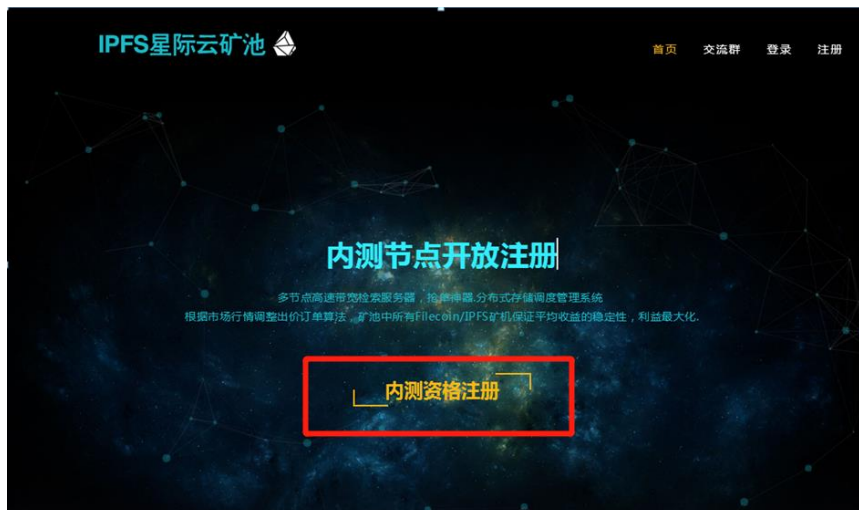 IPFS星际云矿池
首页 交流群 登录 注册
内测节点开放注册
多节点高速带宽检索服务器，抢单神器.分布式存储调度管理系统
根据市场行情调整出价订单算法，矿池中所有Filecoin/IPFS矿机保证平均收益的稳定性，利益最大化.
内测资格注册